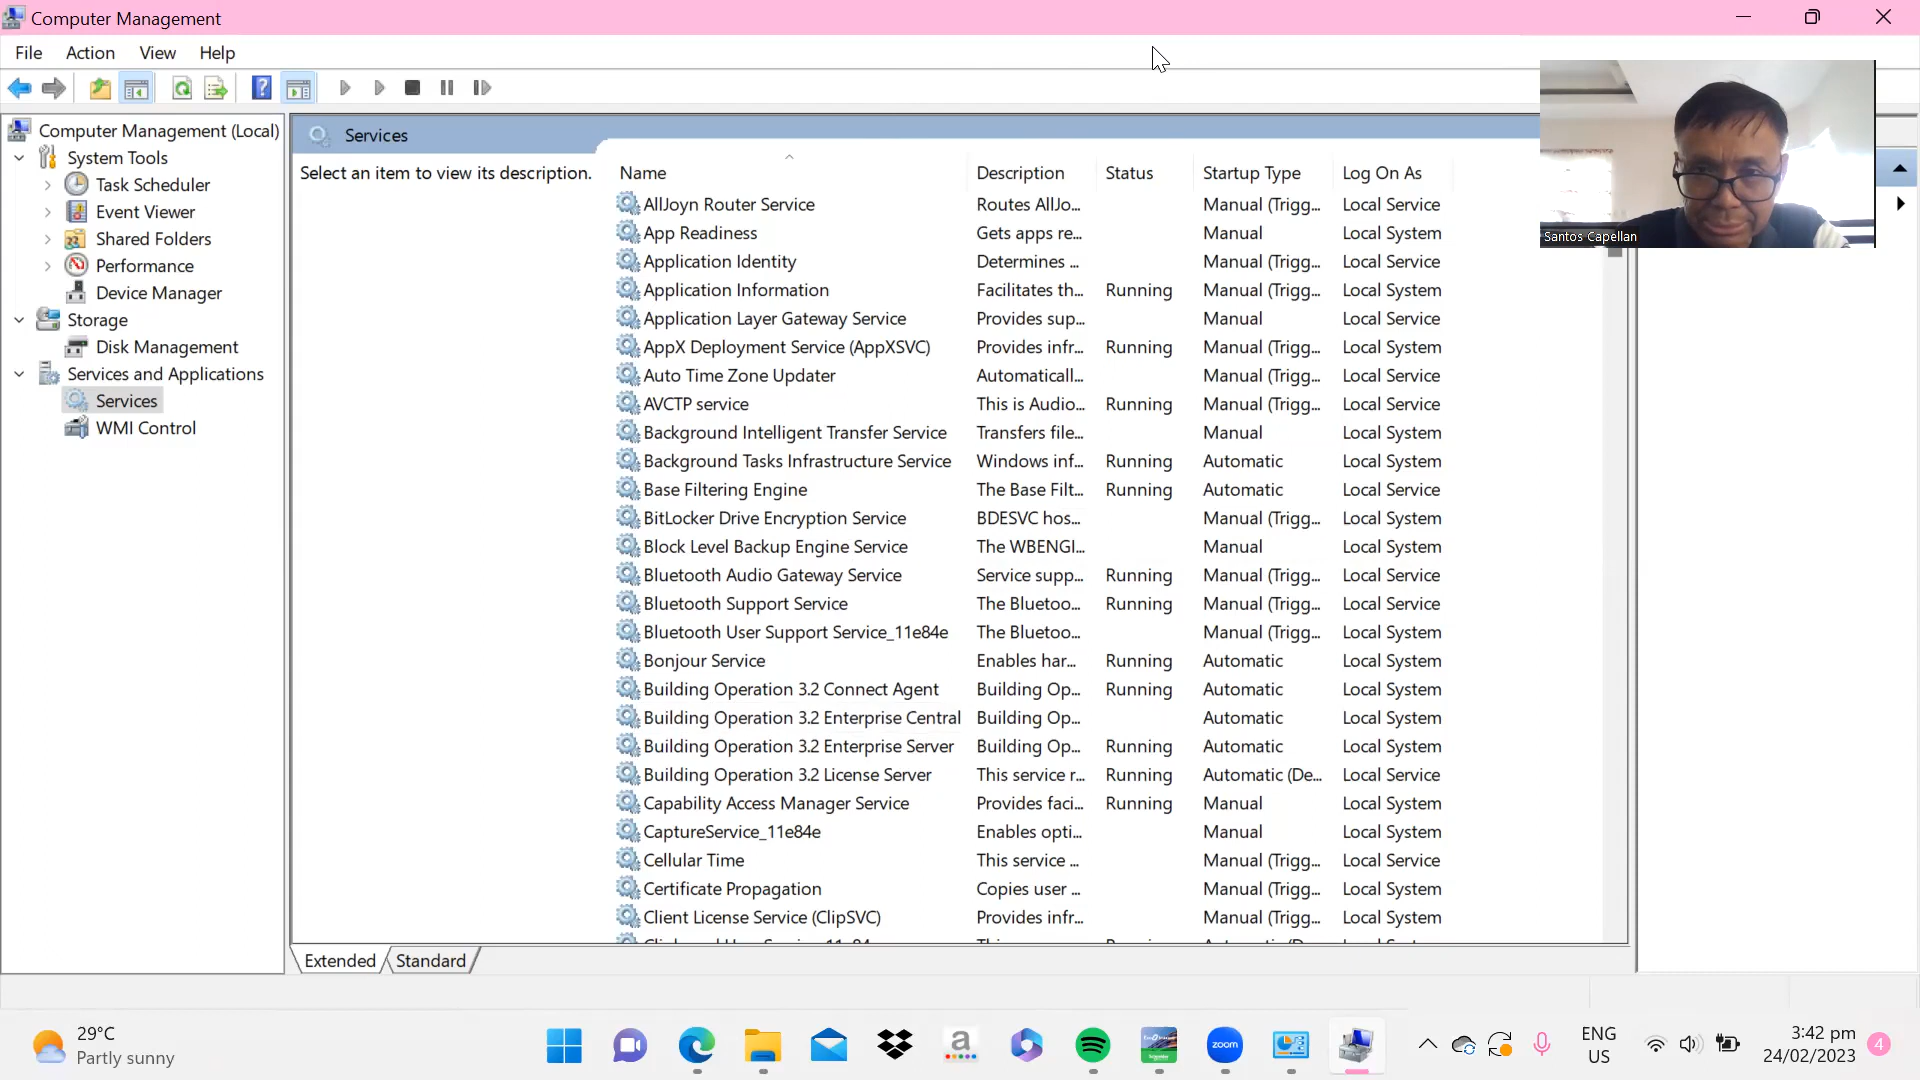 Computer Management
File Action View Help
Computer Management (Local)
System Tools
Task Scheduler
Event Viewer
Shared Folders
Performance
Device Manager
Storage
Disk Management
Services and Applications
Services
WMI Control
Services
Select an item to view its description.
Name Description Status Startup Type Log On As
AllJoyn Router Service Routes AllJo... Manual (Trigg... Local Service
App Readiness Gets apps re... Manual Local System
Application Identity Determines ... Manual (Trigg... Local Service
Application Information Facilitates th... Running Manual (Trigg... Local System
Application Layer Gateway Service Provides sup... Manual Local Service
AppX Deployment Service (AppXSVC) Provides infr... Running Manual (Trigg... Local System
Auto Time Zone Updater Automaticall... Manual (Trigg... Local Service
AVCTP service This is Audio... Running Manual (Trigg... Local Service
Background Intelligent Transfer Service Transfers file... Manual Local System
Background Tasks Infrastructure Service Windows inf... Running Automatic Local System
Base Filtering Engine The Base Filt... Running Automatic Local Service
BitLocker Drive Encryption Service BDESVC hos... Manual (Trigg... Local System
Block Level Backup Engine Service The WBENGI... Manual Local System
Bluetooth Audio Gateway Service Service supp... Running Manual (Trigg... Local Service
Bluetooth Support Service The Bluetoo... Running Manual (Trigg... Local Service
Bluetooth User Support Service_11e84e The Bluetoo... Manual (Trigg... Local System
Bonjour Service Enables har... Running Automatic Local System
Building Operation 3.2 Connect Agent Building Op... Running Automatic Local System
Building Operation 3.2 Enterprise Central Building Op... Automatic Local System
Building Operation 3.2 Enterprise Server Building Op... Running Automatic Local System
Building Operation 3.2 License Server This service r... Running Automatic (De... Local Service
Capability Access Manager Service Provides faci... Running Manual Local System
CaptureService_11e84e Enables opti... Manual Local System
Cellular Time This service ... Manual (Trigg... Local Service
Certificate Propagation Copies user ... Manual (Trigg... Local System
Client License Service (ClipSVC) Provides infr... Manual (Trigg... Local System
Extended Standard
Santos Capellan
29°C
Partly sunny
a
zoom
ENG
US
3:42 pm
24/02/2023
4